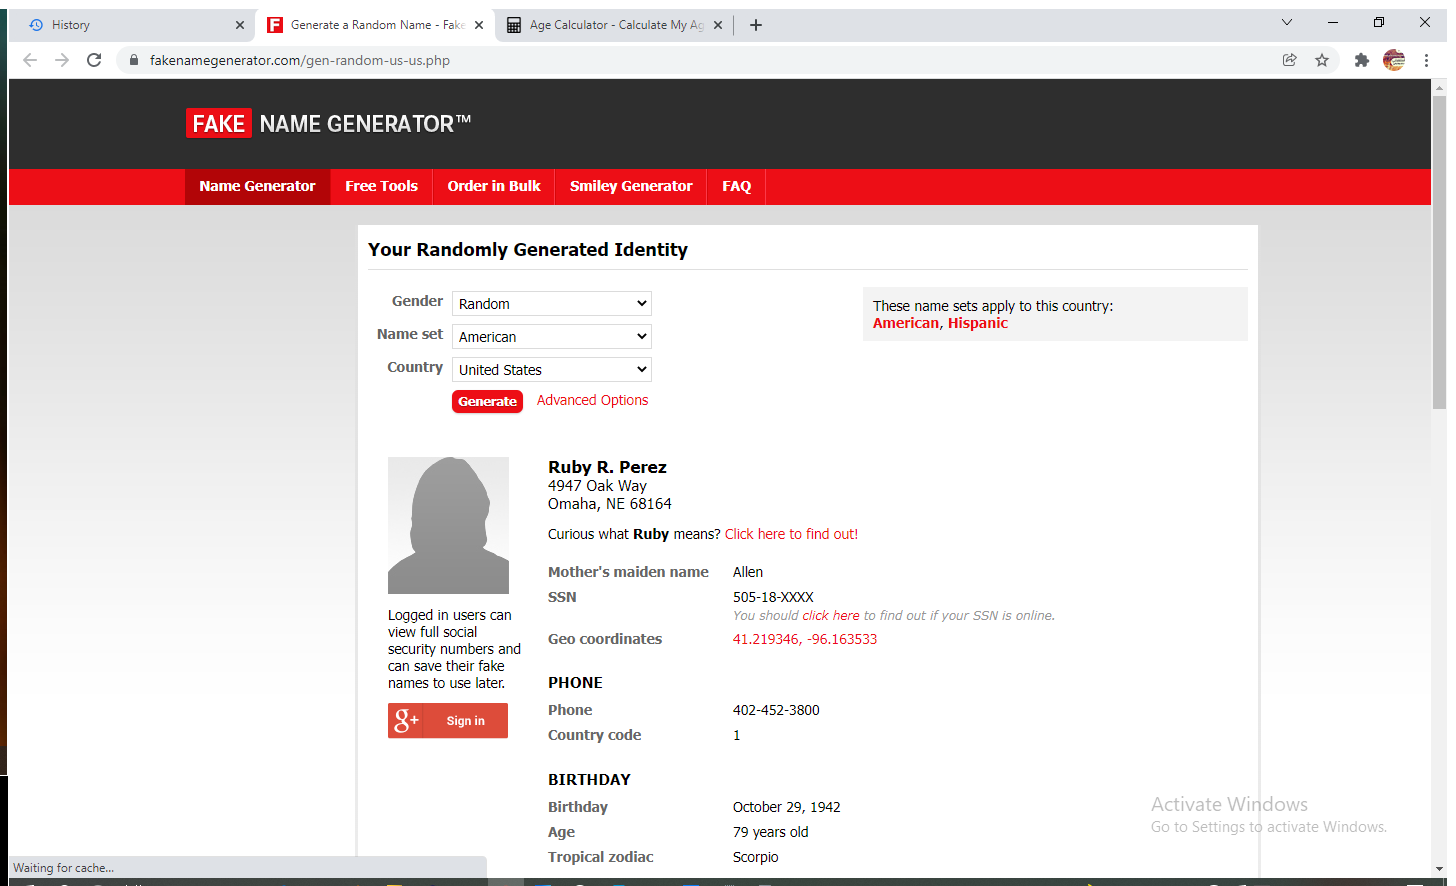 History
Generate a Random Name - Fake
Age Calculator - Calculate My Ag
fakenamegenerator.com/gen-random-us-us.php
FAKE NAME GENERATOR™
Name Generator
Free Tools
Order in Bulk
Smiley Generator
FAQ
Your Randomly Generated Identity
Gender Random
Name set American
Country United States
Generate Advanced Options
These name sets apply to this country:
American, Hispanic
Ruby R. Perez
4947 Oak Way
Omaha, NE 68164
Curious what Ruby means? Click here to find out!
Mother's maiden name Allen
SSN 505-18-XXXX
You should click here to find out if your SSN is online.
Geo coordinates 41.219346, -96.163533
Logged in users can
view full social
security numbers and
can save their fake
names to use later.
g+ Sign in
PHONE
Phone 402-452-3800
Country code 1
BIRTHDAY
Birthday October 29, 1942
Age 79 years old
Tropical zodiac Scorpio
Activate Windows
Go to Settings to activate Windows.
Waiting for cache...